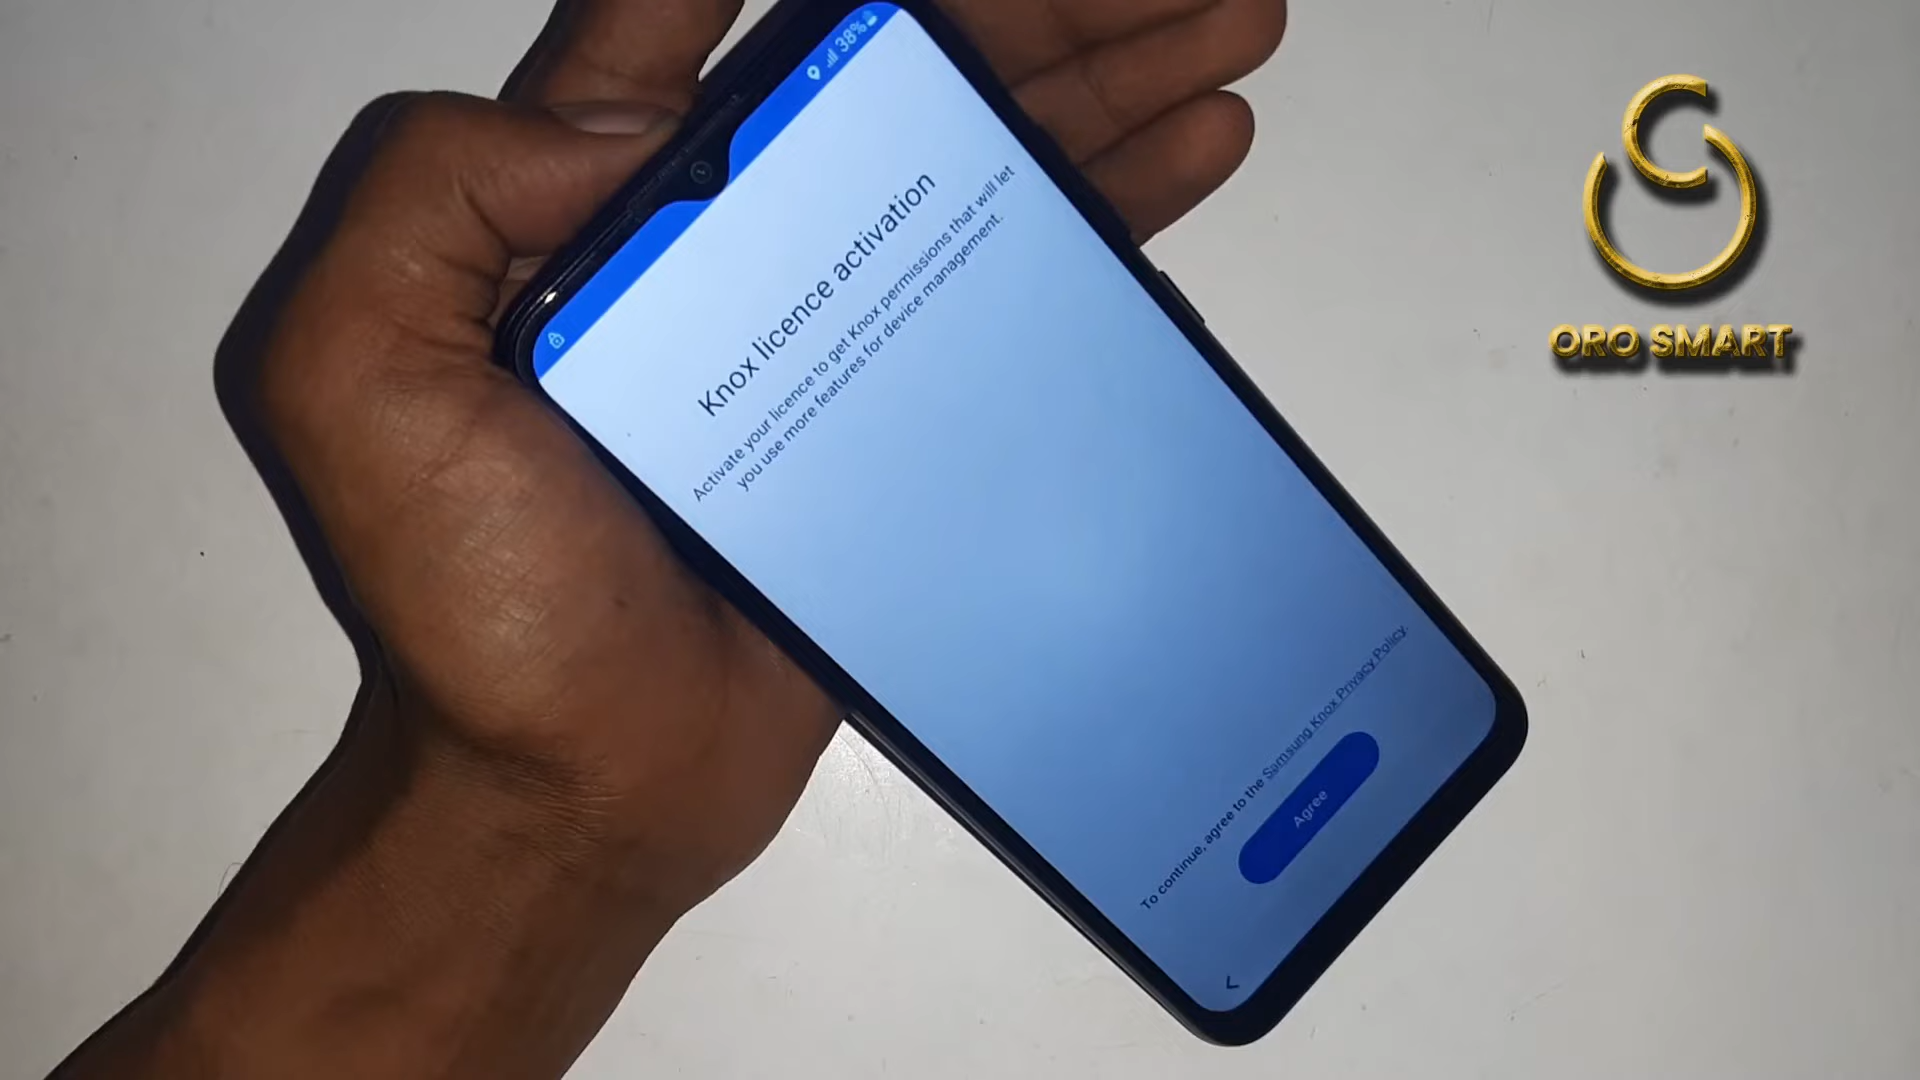 38%
Knox licence activation
Activate your licence to get Knox permissions that will let
you use more features for device management.
To continue, agree to the Samsung Knox Privacy Policy.
Agree
ORO SMART